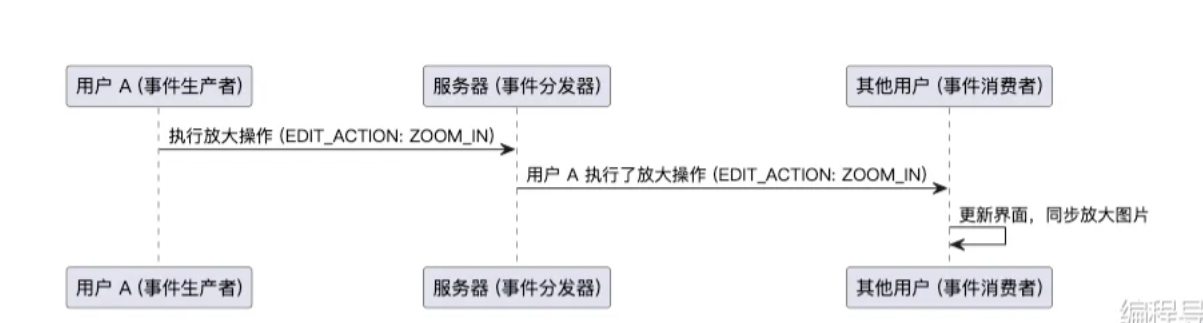 用户 A (事件生产者)
服务器 (事件分发器)
其他用户 (事件消费者)
执行放大操作 (EDIT_ACTION: ZOOM_IN)
用户 A 执行了放大操作 (EDIT_ACTION: ZOOM_IN)
更新界面，同步放大图片
用户 A (事件生产者)
服务器 (事件分发器)
其他用户 (事件消费者)
编程导